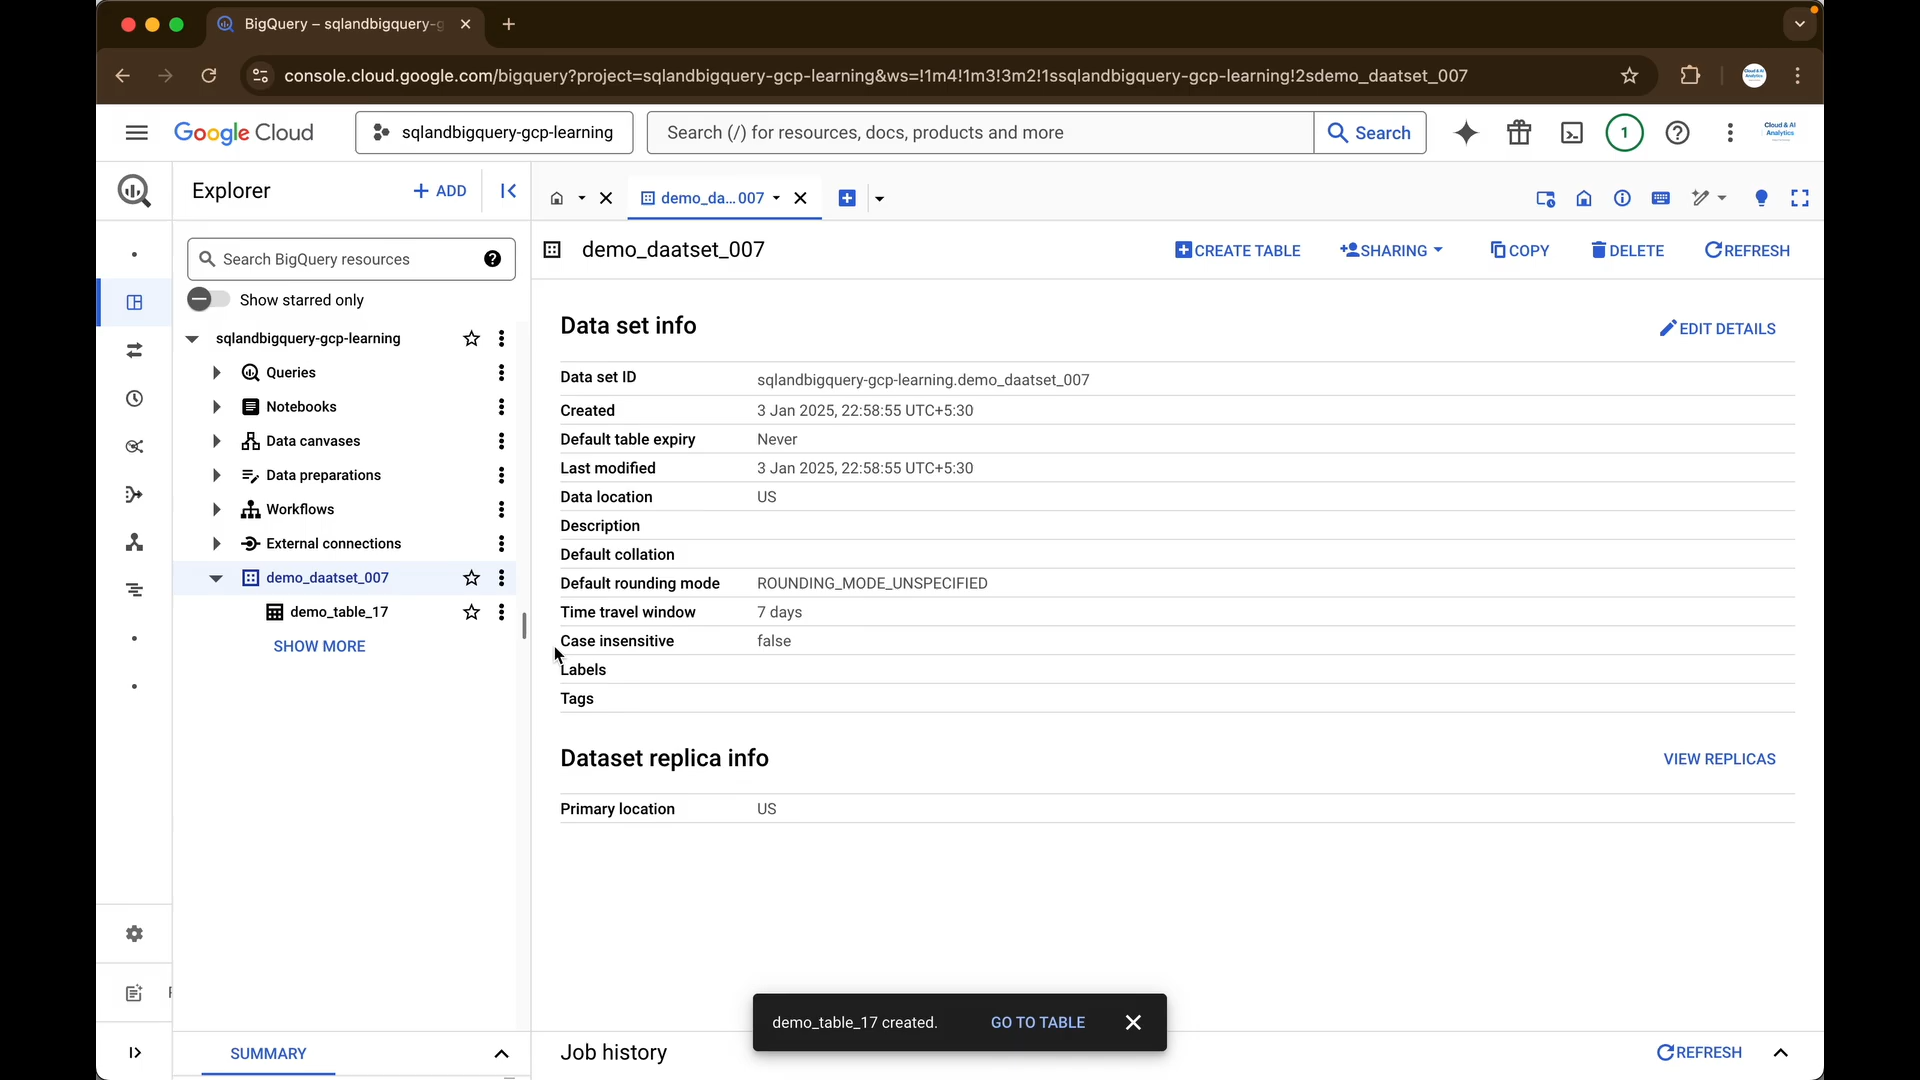 BigQuery – sqlandbigquery-g
console.cloud.google.com/bigquery?project=sqlandbigquery-gcp-learning&ws=!1m4!1m3!3m2!1ssqlandbigquery-gcp-learning!2sdemo_daatset_007
Google Cloud
sqlandbigquery-gcp-learning
Search (/) for resources, docs, products and more
Search
1
Cloud & AI
Analytics
Explorer
ADD
demo_da...007
Search BigQuery resources
demo_daatset_007
CREATE TABLE
SHARING
COPY
DELETE
REFRESH
Show starred only
sqlandbigquery-gcp-learning
Queries
Notebooks
Data canvases
Data preparations
Workflows
External connections
demo_daatset_007
demo_table_17
SHOW MORE
Data set info
EDIT DETAILS
Data set ID sqlandbigquery-gcp-learning.demo_daatset_007
Created 3 Jan 2025, 22:58:55 UTC+5:30
Default table expiry Never
Last modified 3 Jan 2025, 22:58:55 UTC+5:30
Data location US
Description
Default collation
Default rounding mode ROUNDING_MODE_UNSPECIFIED
Time travel window 7 days
Case insensitive false
Labels
Tags
Dataset replica info
VIEW REPLICAS
Primary location US
demo_table_17 created. GO TO TABLE
SUMMARY
Job history
REFRESH